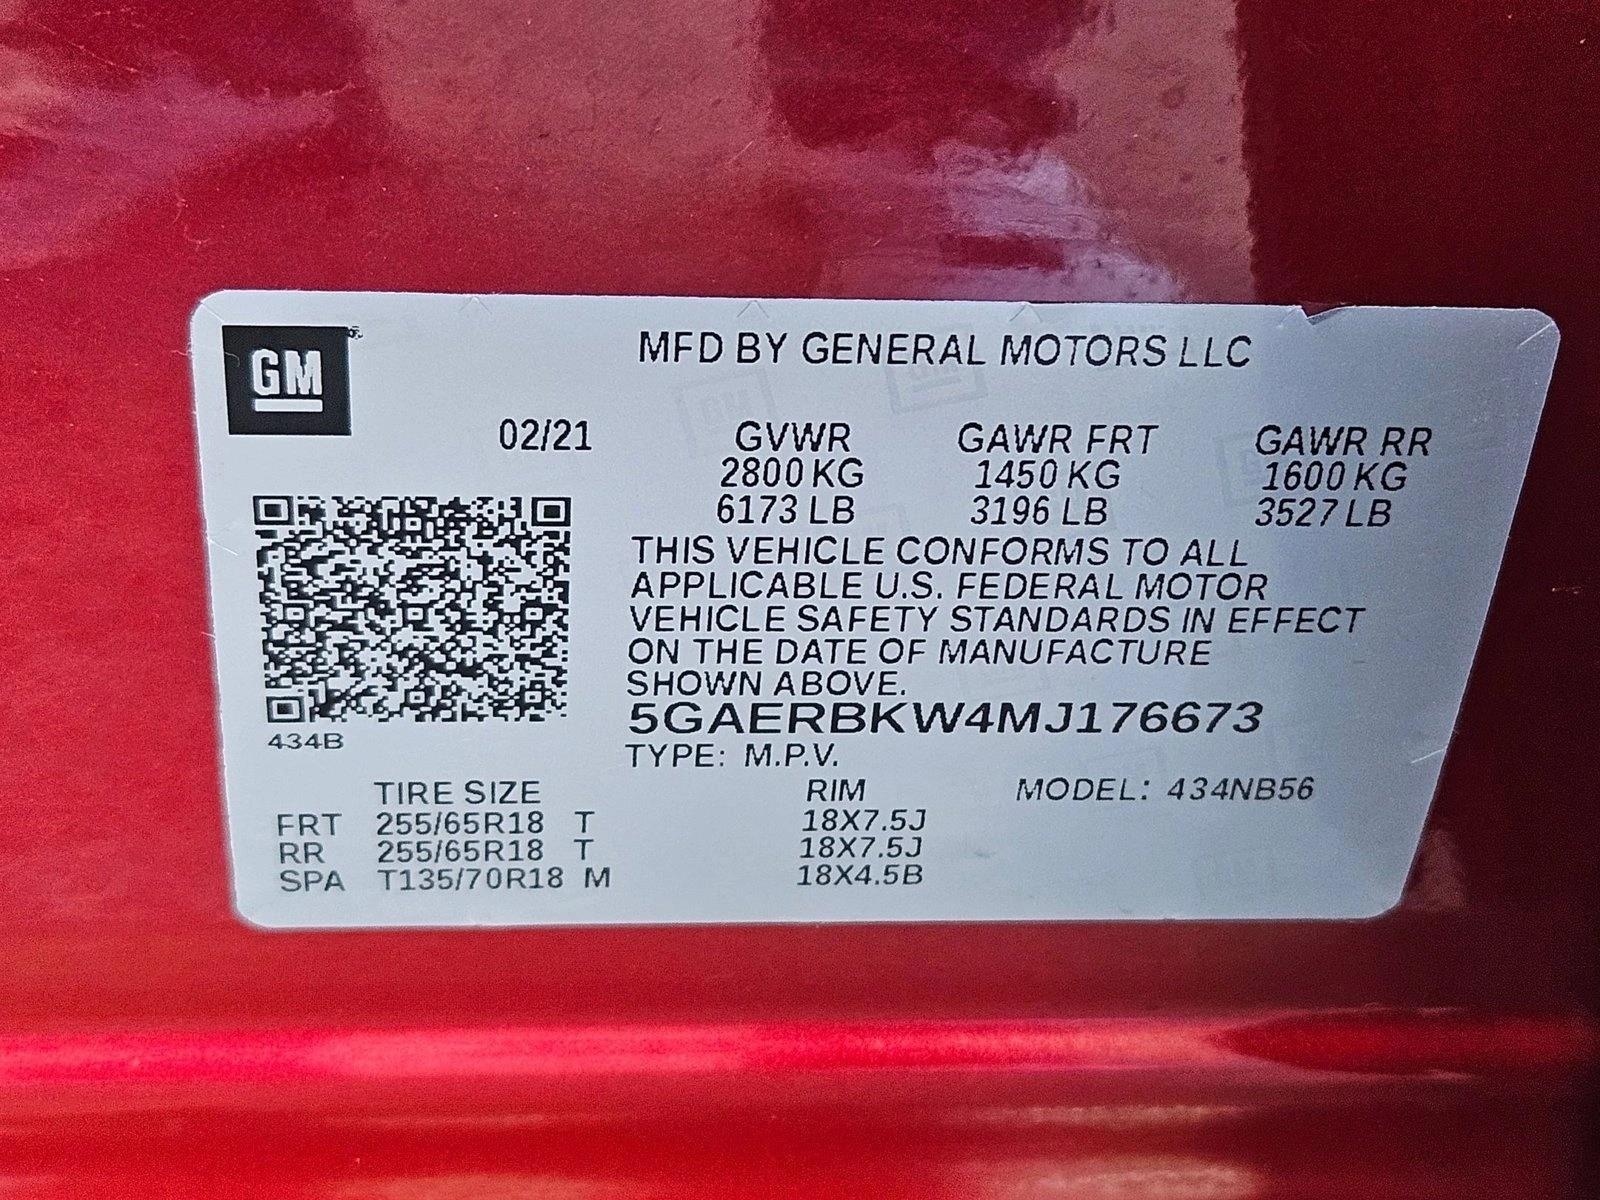 GM
MFD BY GENERAL MOTORS LLC
02/21 GVWR GAWR FRT GAWR RR
2800 KG 1450 KG 1600 KG
6173 LB 3196 LB 3527 LB
THIS VEHICLE CONFORMS TO ALL
APPLICABLE U.S. FEDERAL MOTOR
VEHICLE SAFETY STANDARDS IN EFFECT
ON THE DATE OF MANUFACTURE
SHOWN ABOVE.
5GAERBKW4MJ176673
434B
TYPE: M.P.V.
TIRE SIZE RIM MODEL: 434NB56
FRT 255/65R18 T 18X7.5J
RR 255/65R18 T 18X7.5J
SPA T135/70R18 M 18X4.5B